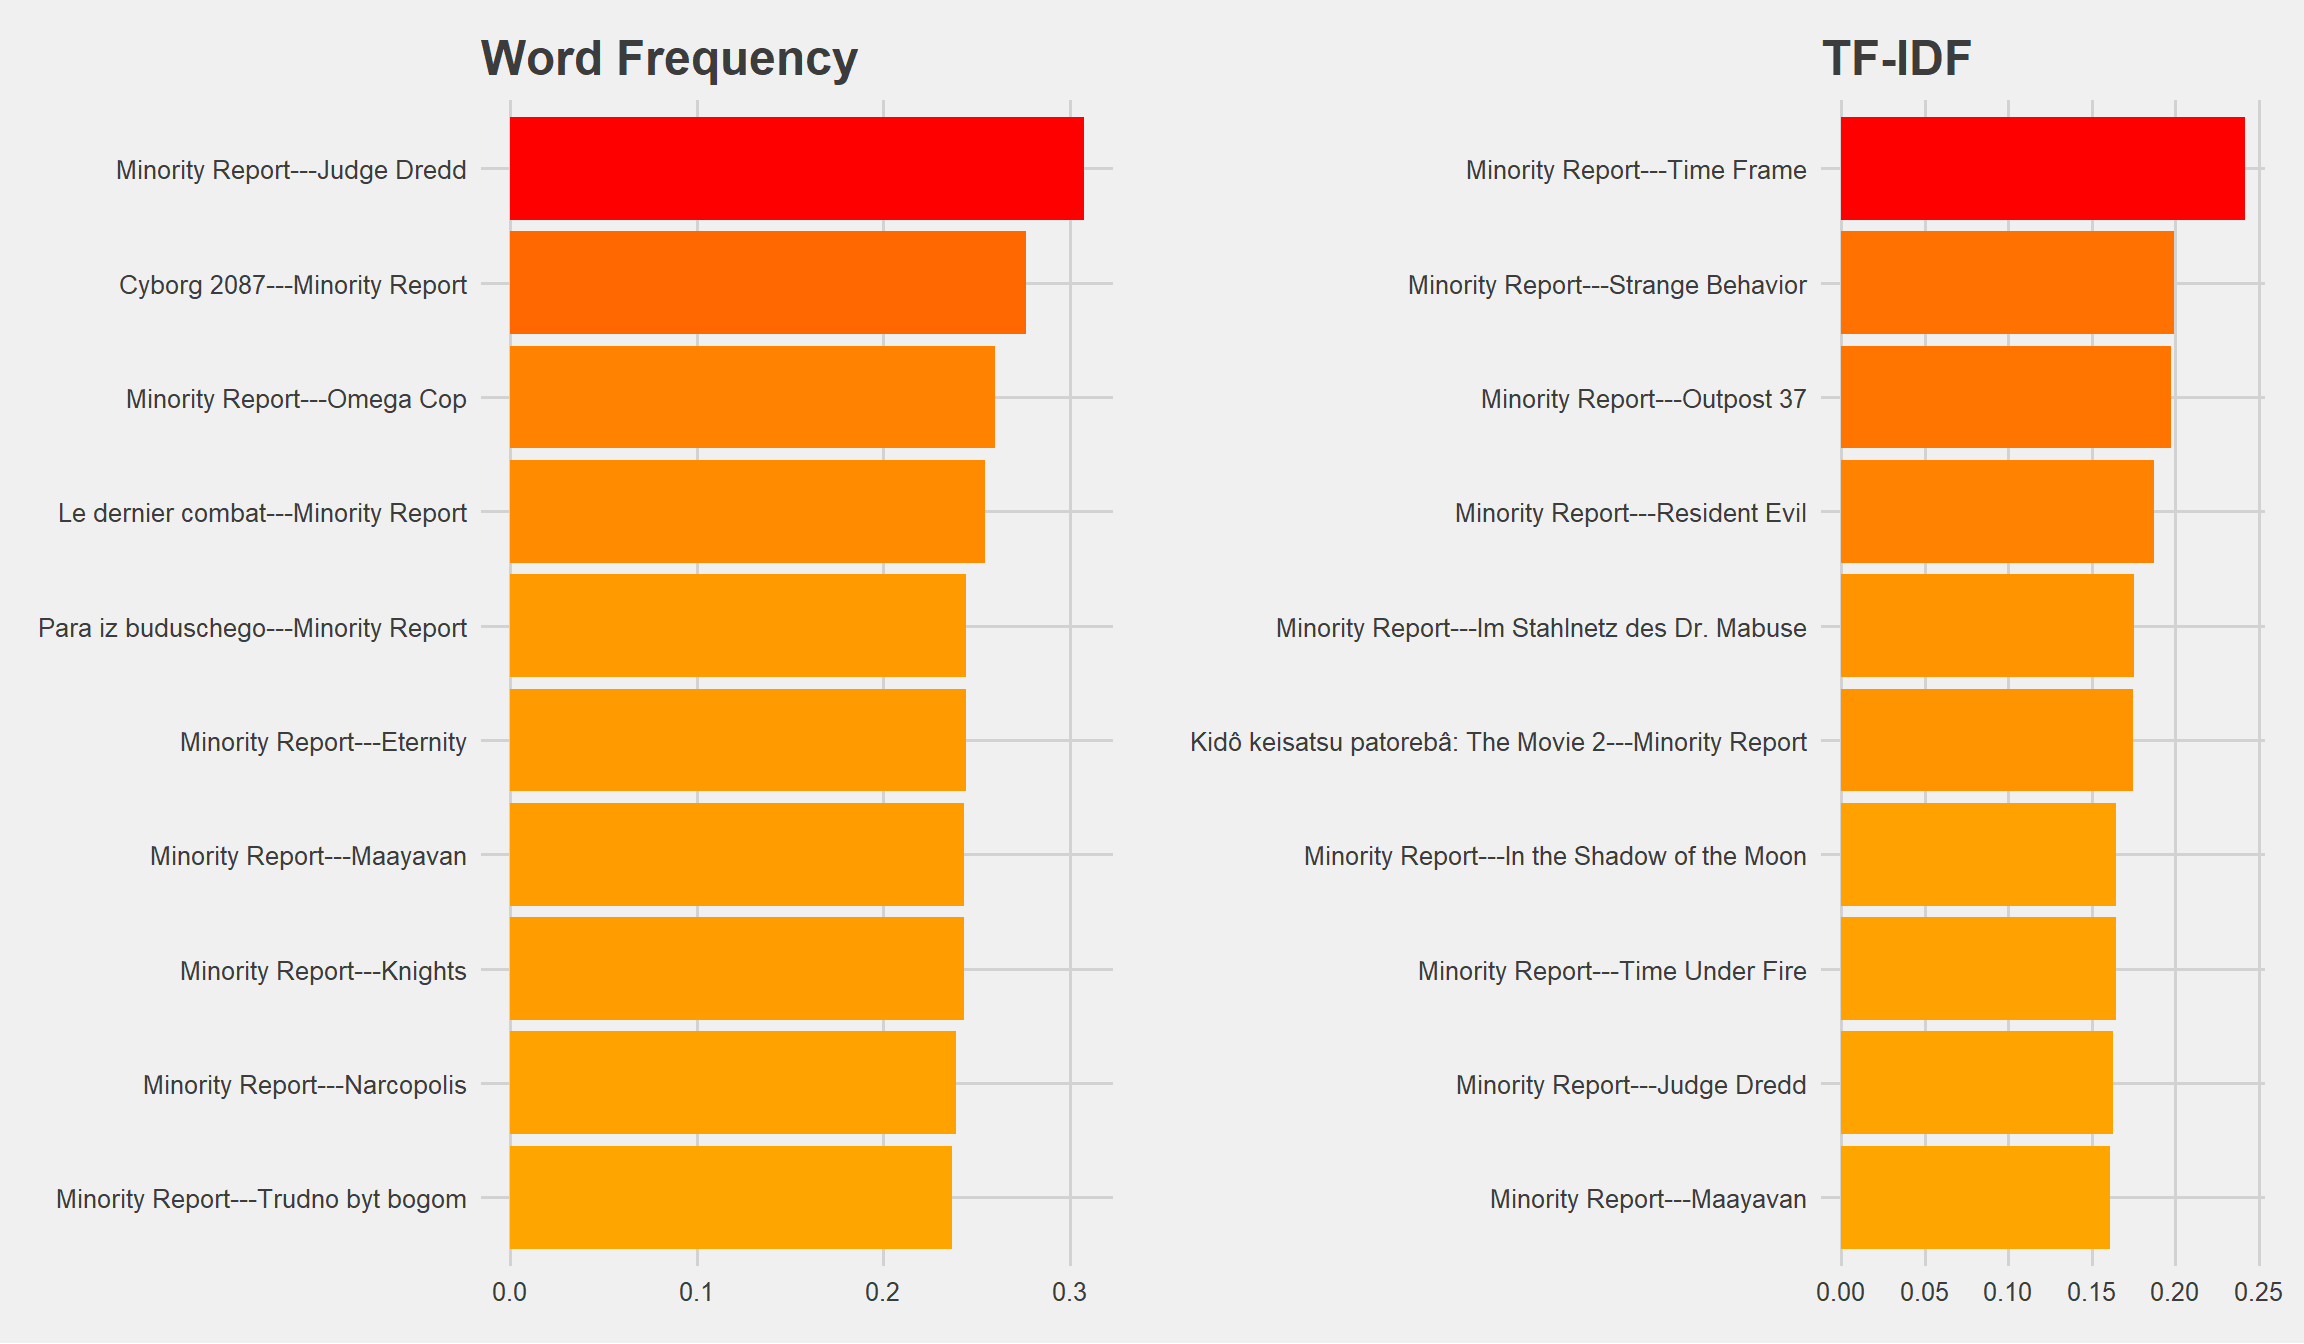 Word Frequency
Minority Report---Judge Dredd
Cyborg 2087---Minority Report
Minority Report---Omega Cop
Le dernier combat---Minority Report
Para iz buduschego---Minority Report
Minority Report---Eternity
Minority Report---Maayavan
Minority Report---Knights
Minority Report---Narcopolis
Minority Report---Trudno byt bogom
0.0 0.1 0.2 0.3
TF-IDF
Minority Report---Time Frame
Minority Report---Strange Behavior
Minority Report---Outpost 37
Minority Report---Resident Evil
Minority Report---Im Stahlnetz des Dr. Mabuse
Kidô keisatsu patorebâ: The Movie 2---Minority Report
Minority Report---In the Shadow of the Moon
Minority Report---Time Under Fire
Minority Report---Judge Dredd
Minority Report---Maayavan
0.00 0.05 0.10 0.15 0.20 0.25